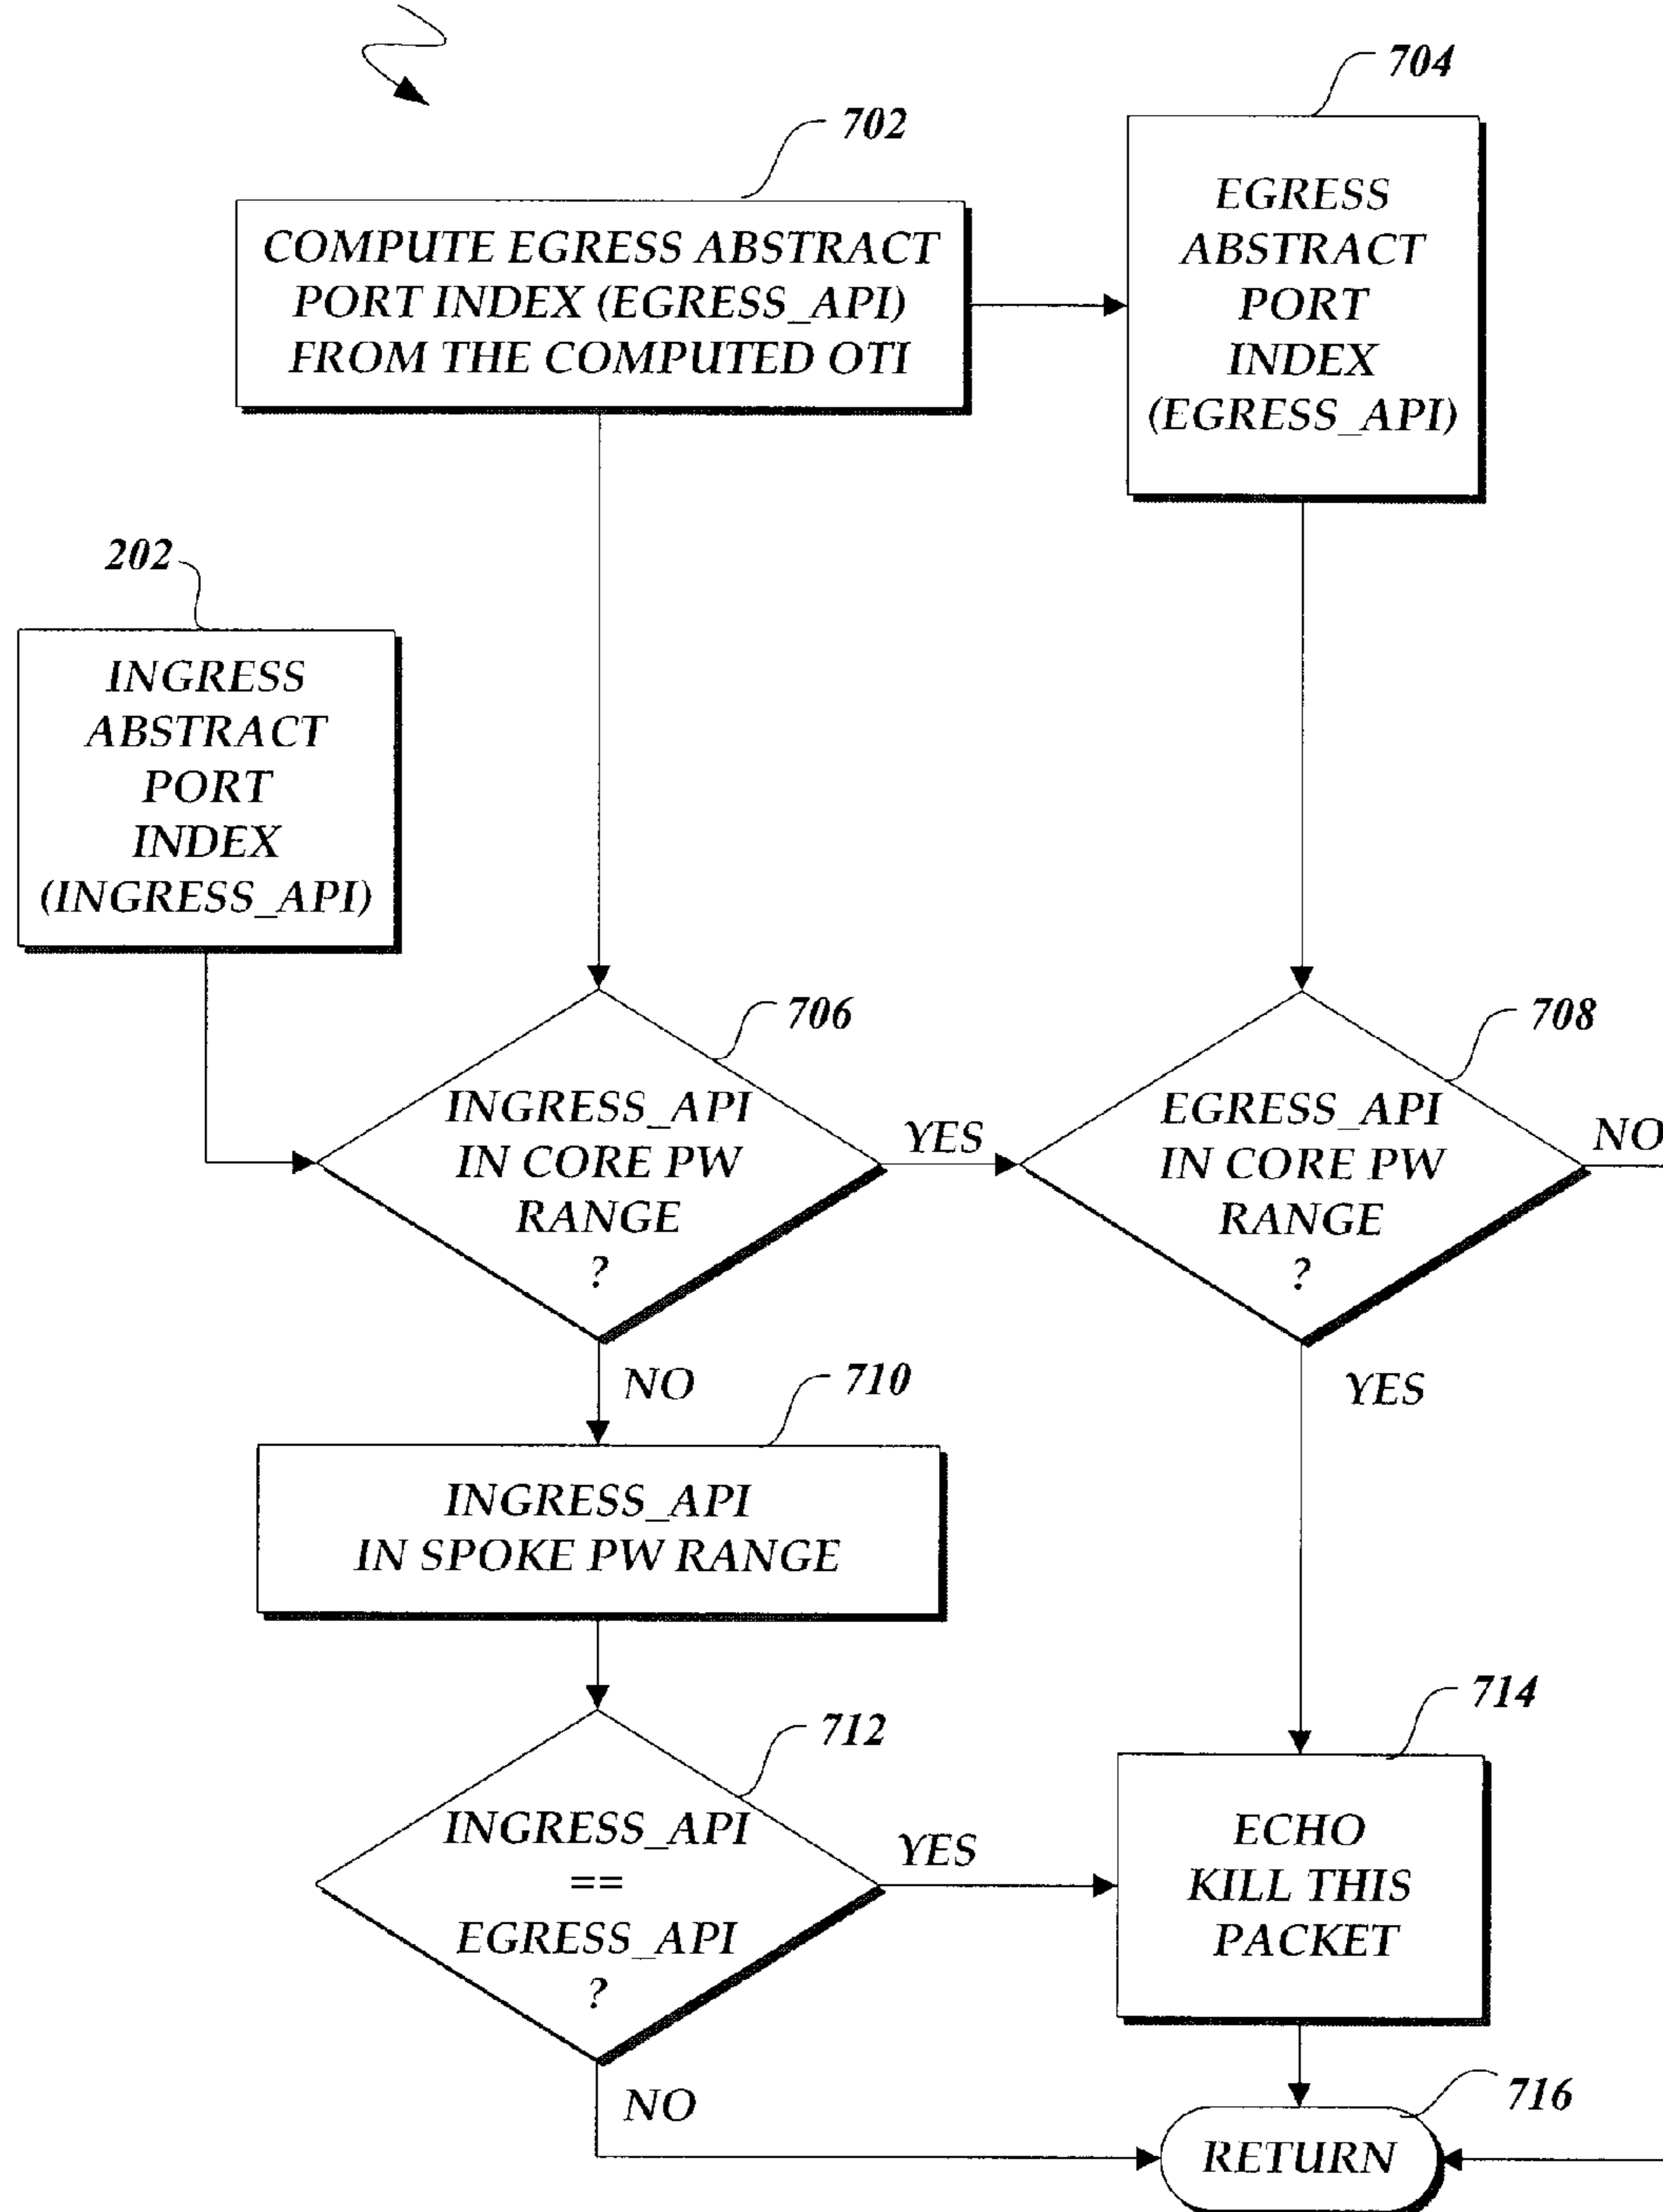 704
702
EGRESS
ABSTRACT
PORT
INDEX
(EGRESS_API)
COMPUTE EGRESS ABSTRACT
PORT INDEX (EGRESS_API)
FROM THE COMPUTED OTI
202
INGRESS
ABSTRACT
PORT
INDEX
(INGRESS_API)
706
INGRESS_API
IN CORE PW
RANGE
?
YES
708
EGRESS_API
IN CORE PW
RANGE
?
NO
NO
YES
710
INGRESS_API
IN SPOKE PW RANGE
712
INGRESS_API
==
EGRESS_API
?
YES
NO
714
ECHO
KILL THIS
PACKET
716
RETURN